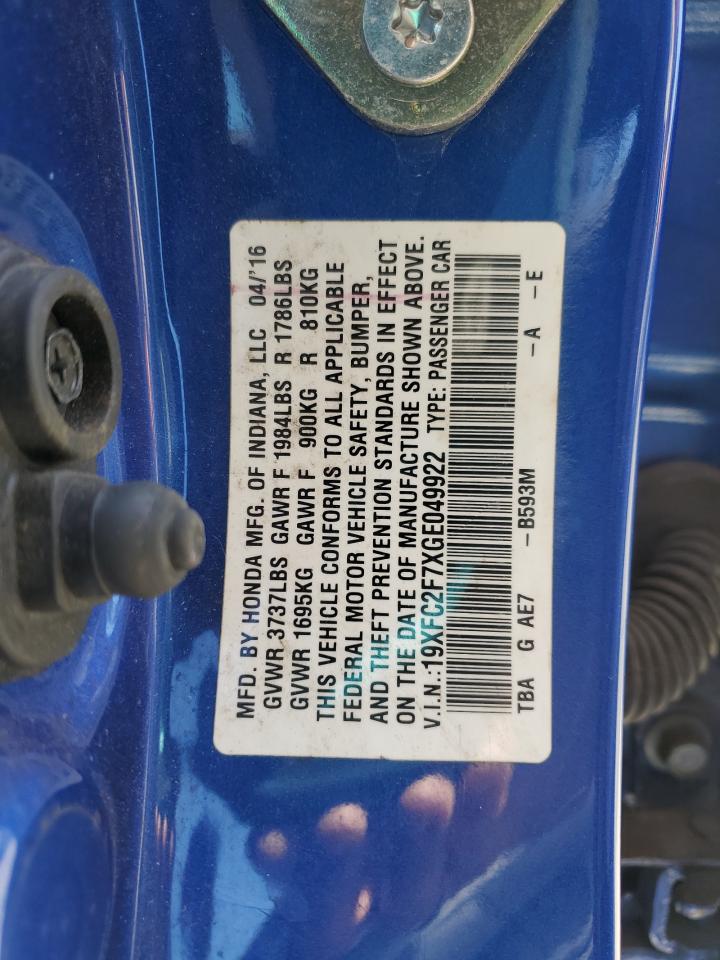 MFD. BY HONDA MFG. OF INDIANA, LLC 04/'16
GVWR 3737LBS GAWR F 1984LBS R 1786LBS
GVWR 1695KG GAWR F 900KG R 810KG
THIS VEHICLE CONFORMS TO ALL APPLICABLE
FEDERAL MOTOR VEHICLE SAFETY, BUMPER,
AND THEFT PREVENTION STANDARDS IN EFFECT
ON THE DATE OF MANUFACTURE SHOWN ABOVE.
V.I.N.:19XFC2F7XGE049922 TYPE: PASSENGER CAR
TBA G AE7 -B593M -A -E